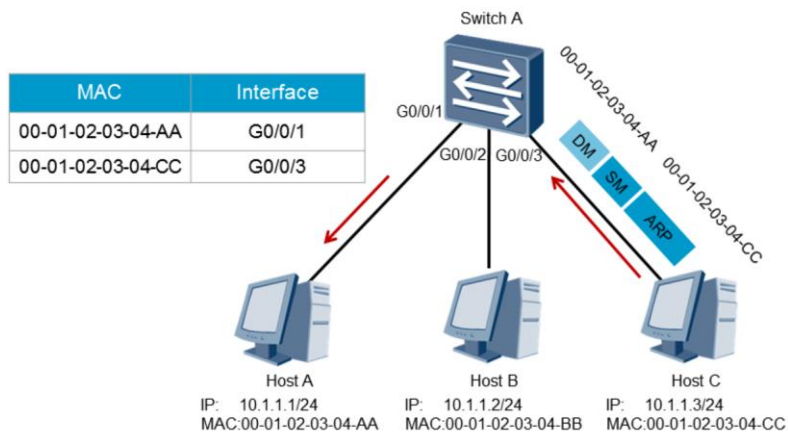 Switch A
MAC Interface
00-01-02-03-04-AA G0/0/1
00-01-02-03-04-CC G0/0/3
G0/0/1
G0/0/2 G0/0/3
00-01-02-03-04-AA 00-01-02-03-04-CC
DM SM ARP
Host A
IP: 10.1.1.1/24
MAC:00-01-02-03-04-AA
Host B
IP: 10.1.1.2/24
MAC:00-01-02-03-04-BB
Host C
IP: 10.1.1.3/24
MAC:00-01-02-03-04-CC